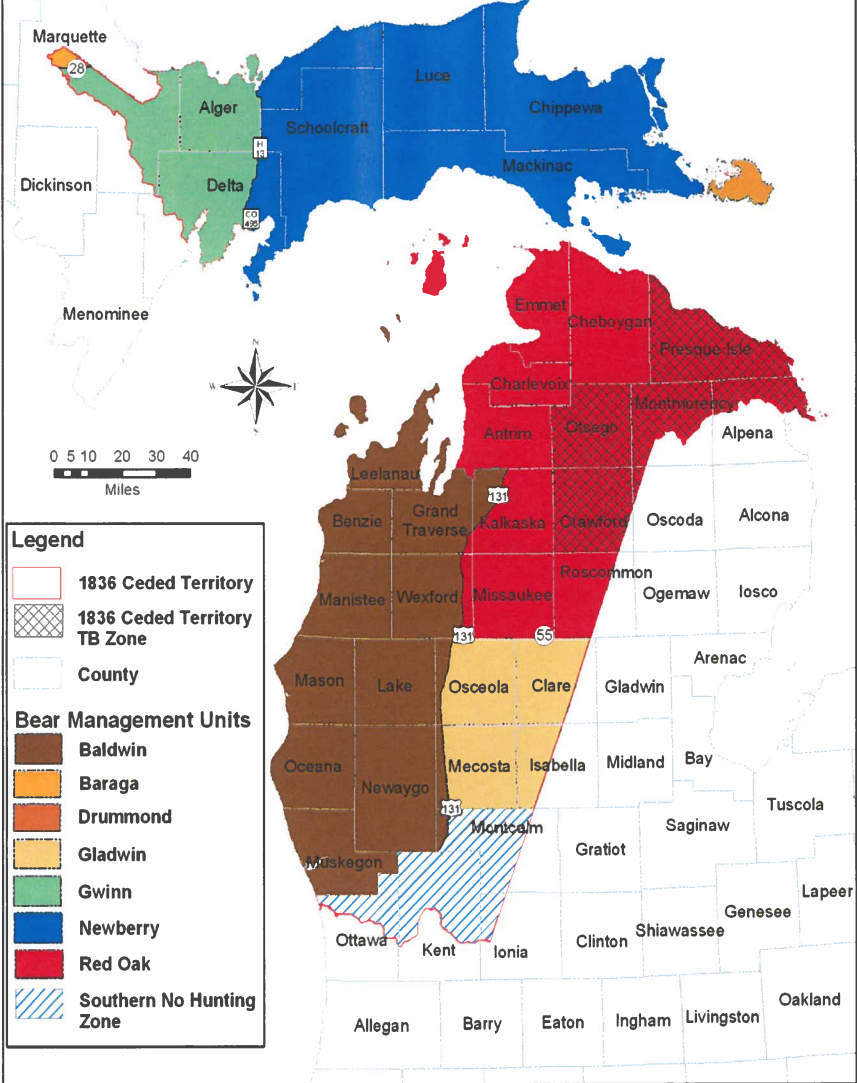 Marquette
28
Luce
Alger
Chippewa
Schoolcraft
H
13
Mackinac
Dickinson
Delta
CO
Menominee
Emmet
Cheboygan
Presque Isle
N
W
Charlevoix
Montmorency
Antrim
Otsego
Alpena
0 5 10 20 30 40
Miles
Leelanau
131
Benzie
Grand
Traverse
Kalkaska
Crawford
Oscoda
Alcona
Legend
1836 Ceded Territory
1836 Ceded Territory
TB Zone
County
Roscommon
Manistee
Wexford
Missaukee
Ogemaw
Iosco
131
55
Arenac
Mason
Lake
Osceola
Clare
Gladwin
Bear Management Units
Baldwin
Baraga
Drummond
Gladwin
Gwinn
Newberry
Red Oak
Southern No Hunting
Zone
Oceana
Newaygo
Mecosta
Isabella
Midland
Bay
131
Montcalm
Tuscola
Saginaw
Gratiot
Muskegon
Lapeer
Genesee
Shiawassee
Ottawa
Kent
Ionia
Clinton
Oakland
Allegan
Barry
Eaton
Ingham
Livingston